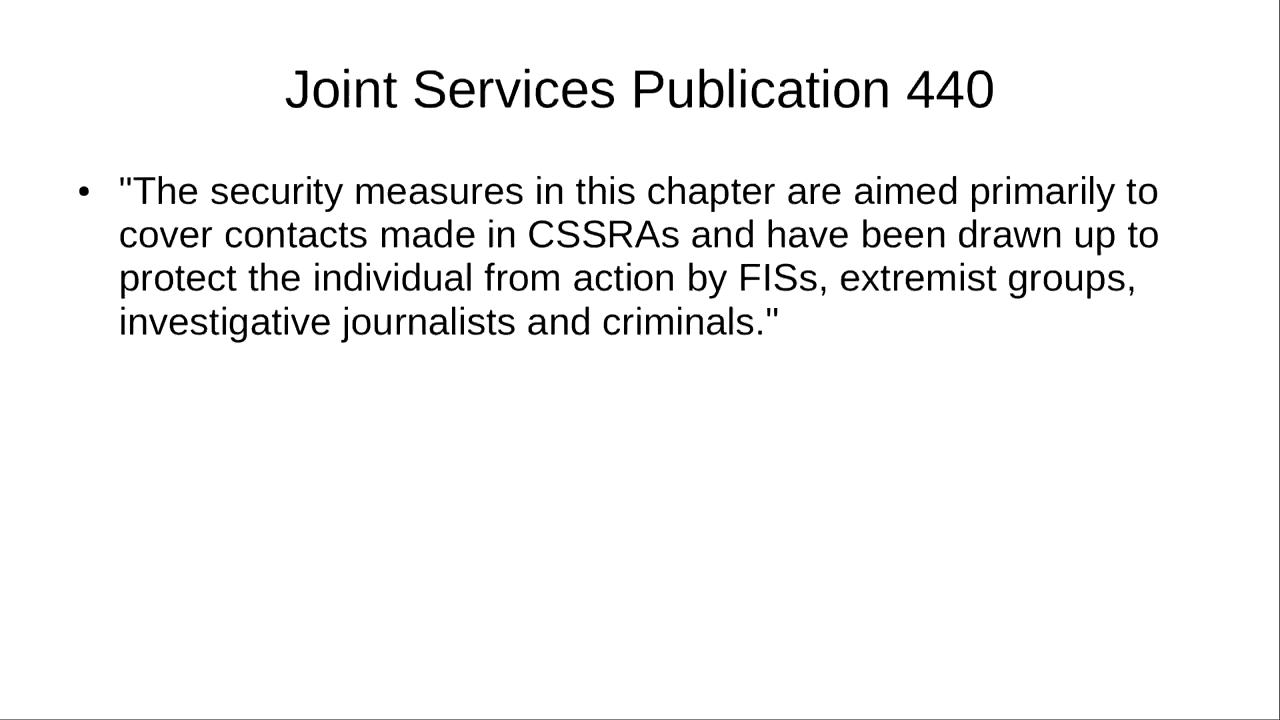 Joint Services Publication 440
• "The security measures in this chapter are aimed primarily to
cover contacts made in CSSRAs and have been drawn up to
protect the individual from action by FISs, extremist groups,
investigative journalists and criminals."